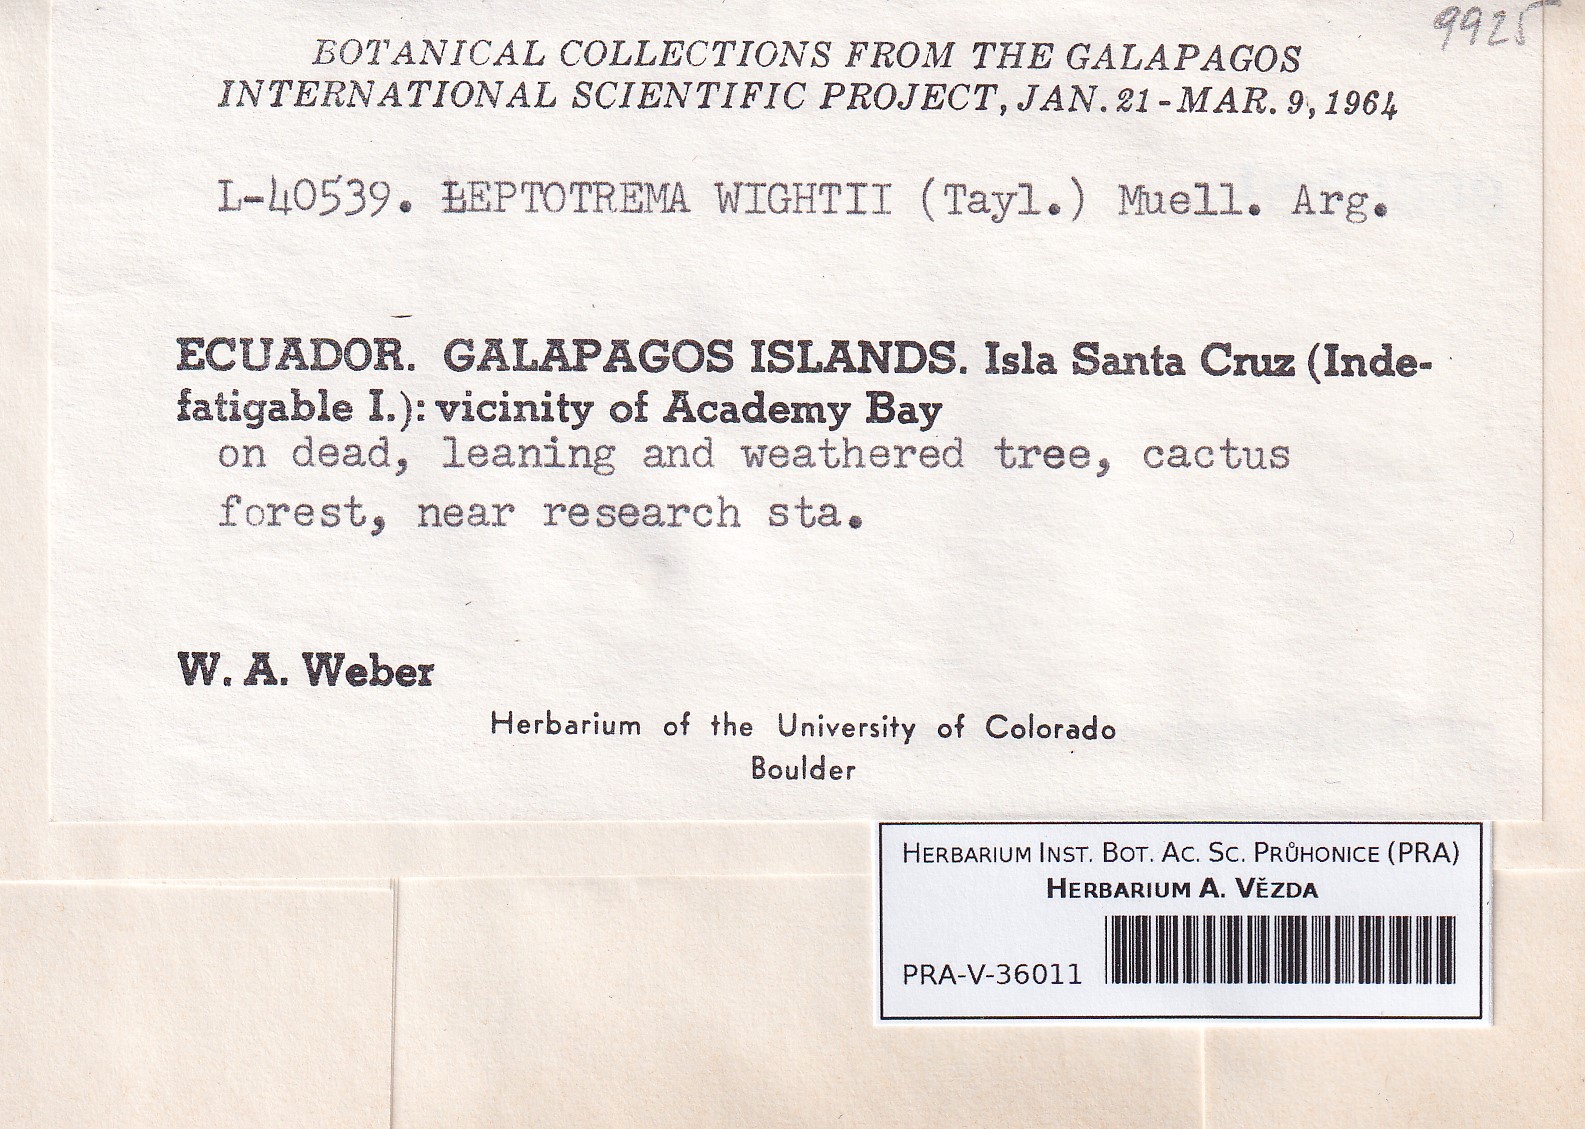 9925
BOTANICAL COLLECTIONS FROM THE GALAPAGOS
INTERNATIONAL SCIENTIFIC PROJECT, JAN. 21 - MAR. 9, 1964
L-40539. LEPTOTREMA WIGHTII (Tayl.) Muell. Arg.
ECUADOR. GALAPAGOS ISLANDS. Isla Santa Cruz (Inde-
fatigable I.): vicinity of Academy Bay
on dead, leaning and weathered tree, cactus
forest, near research sta.
W. A. Weber
Herbarium of the University of Colorado
Boulder
HERBARIUM INST. BOT. AC. SC. PRŮHONICE (PRA)
HERBARIUM A. VĚZDA
PRA-V-36011